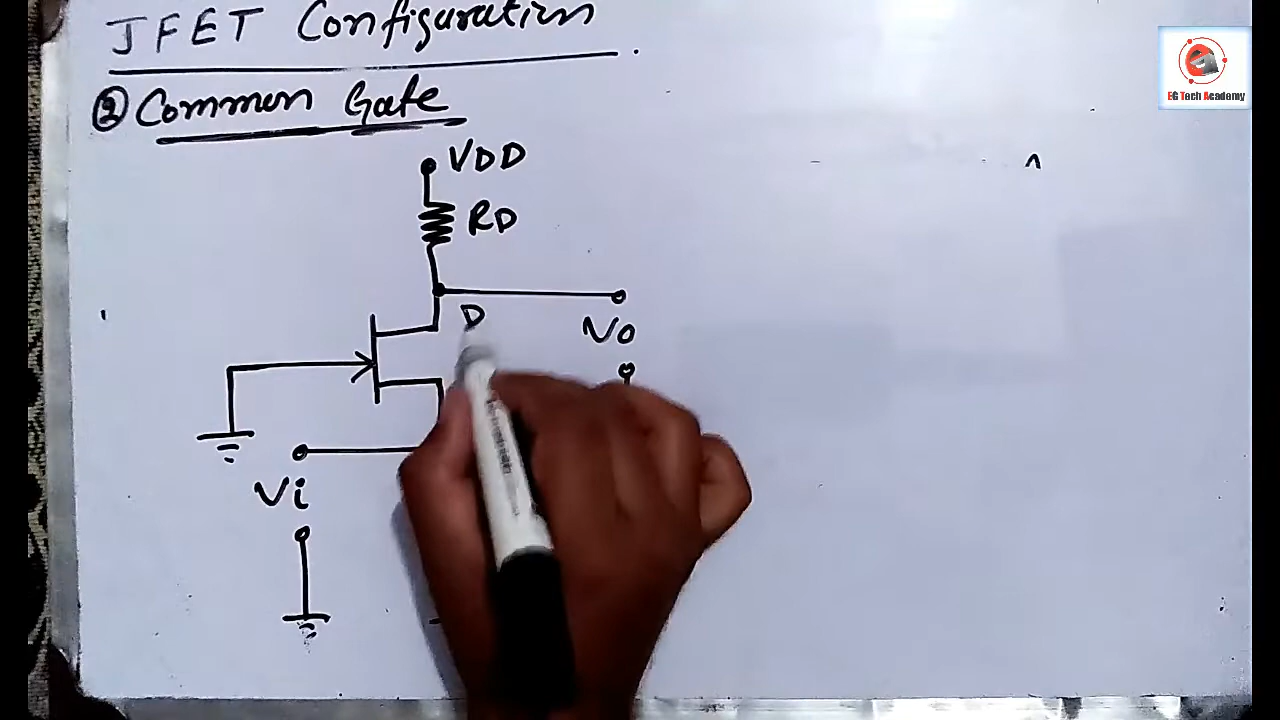 JFET Configuration
② Common Gate
VDD
RD
D
Vo
Vi
EG Tech Academy